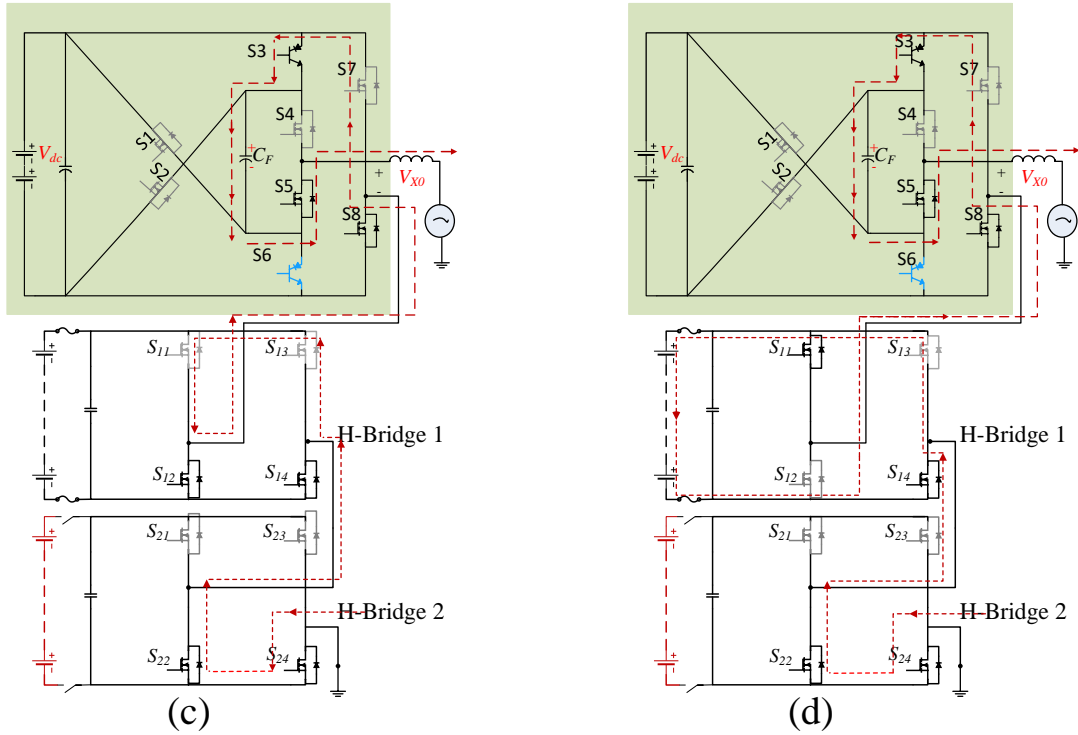 S3
S7
S4
S1
V_dc
+
C_F
-
S2
+
V_X0
-
S5
S8
S6
S_11
S_13
H-Bridge 1
S_12
S_14
S_21
S_23
H-Bridge 2
S_22
S_24
(c)
S3
S7
S4
S1
V_dc
+
C_F
-
S2
+
V_X0
-
S5
S8
S6
S_11
S_13
H-Bridge 1
S_12
S_14
S_21
S_23
H-Bridge 2
S_22
S_24
(d)